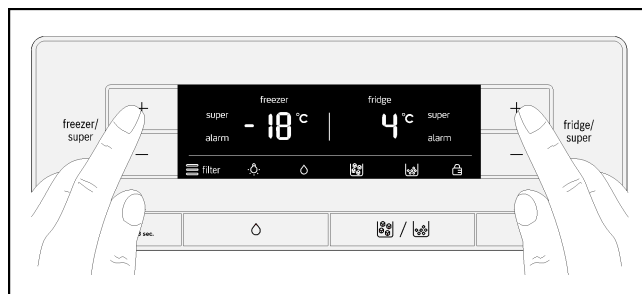 freezer fridge
super - 18 °C 4 °C super
alarm alarm
filter
freezer/
super
+
−
+
−
fridge/
super
sec.
/